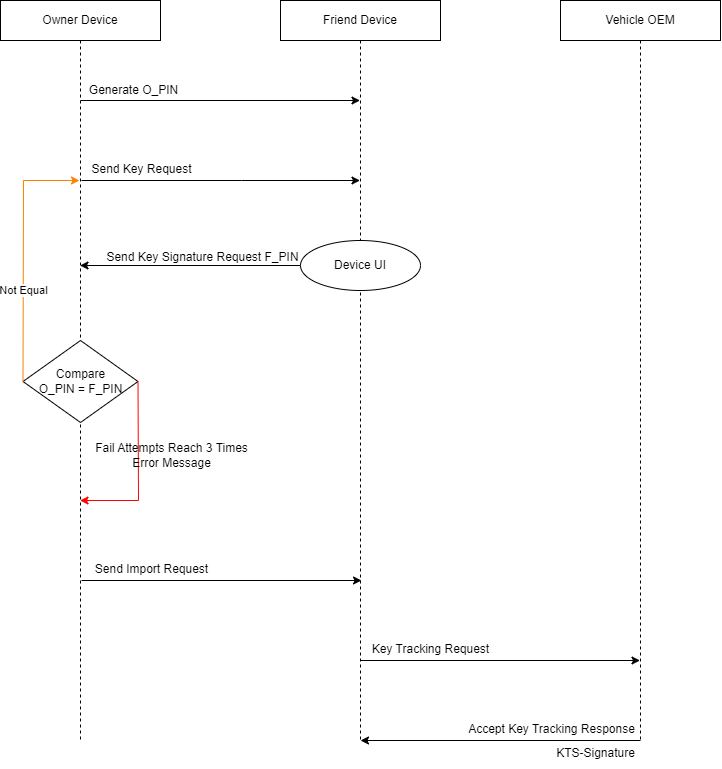 Owner Device
Friend Device
Vehicle OEM
Generate O_PIN
Send Key Request
Send Key Signature Request F_PIN
Device UI
Not Equal
Compare
O_PIN = F_PIN
Fail Attempts Reach 3 Times
Error Message
Send Import Request
Key Tracking Request
Accept Key Tracking Response
KTS-Signature